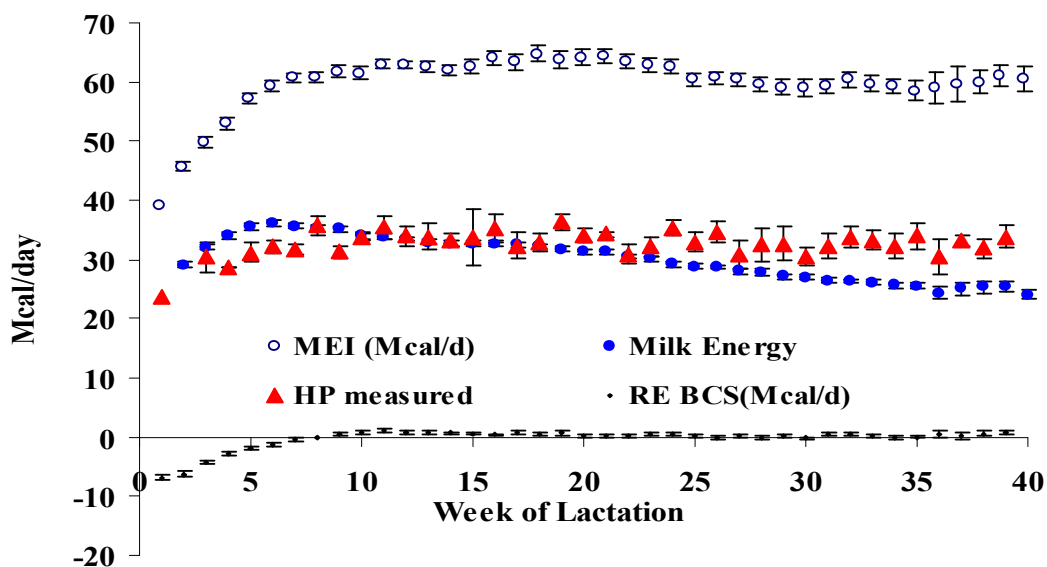 70
60
50
40
30
20
10
0
-10
-20
Mcal/day
MEI (Mcal/d)
Milk Energy
HP measured
RE BCS(Mcal/d)
0 5 10 15 20 25 30 35 40
Week of Lactation